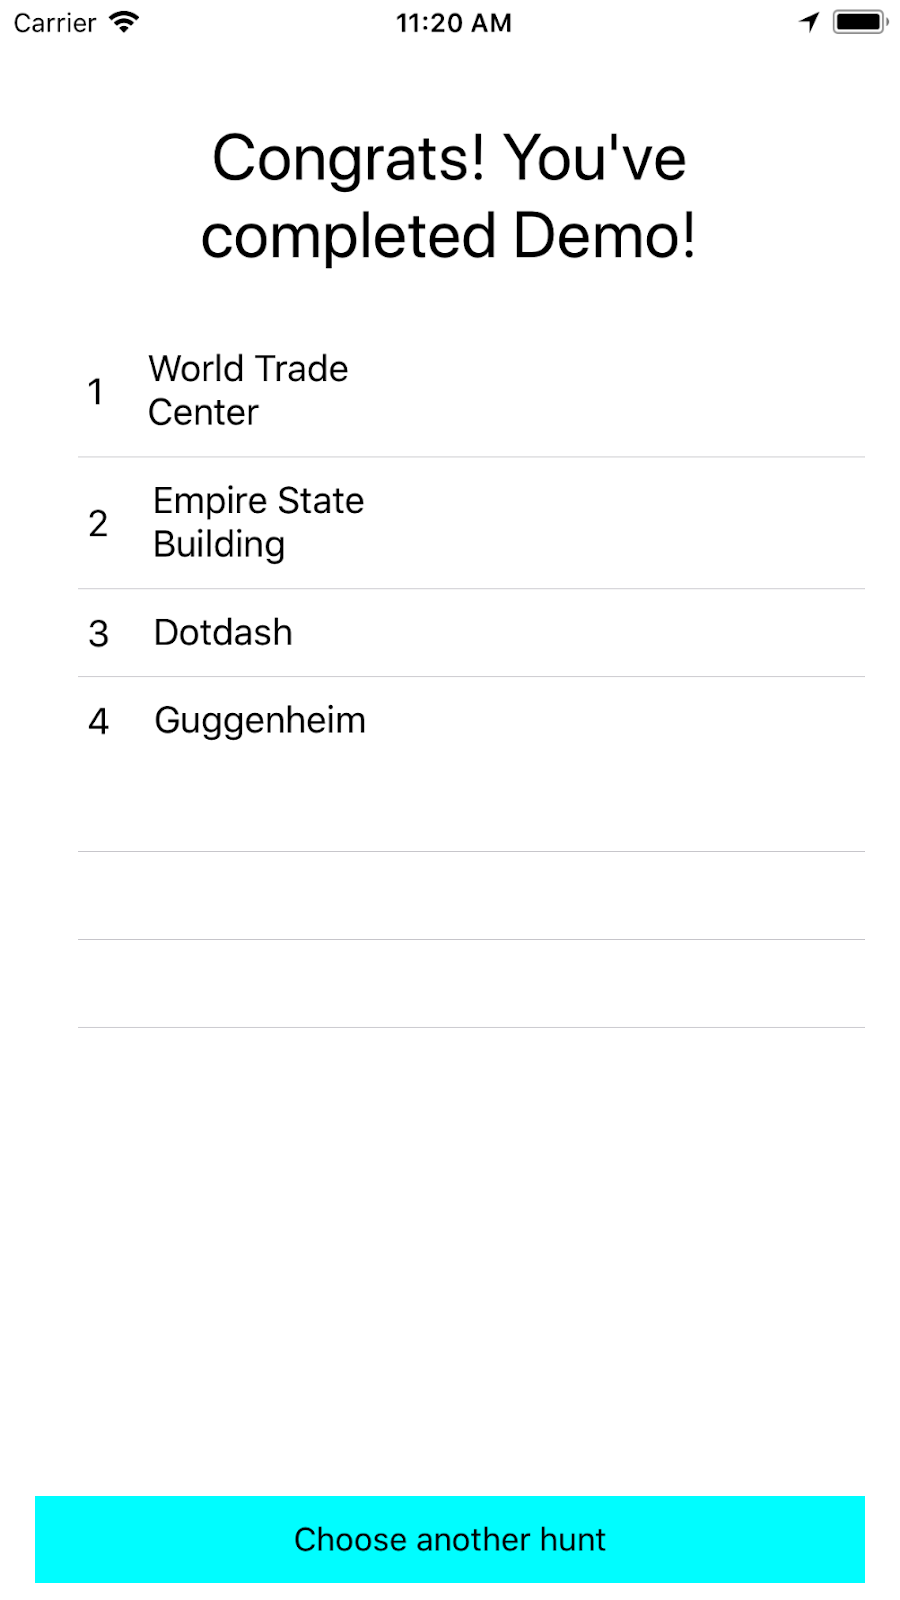 Carrier 11:20 AM
Congrats! You've
completed Demo!
1 World Trade
Center
2 Empire State
Building
3 Dotdash
4 Guggenheim
Choose another hunt